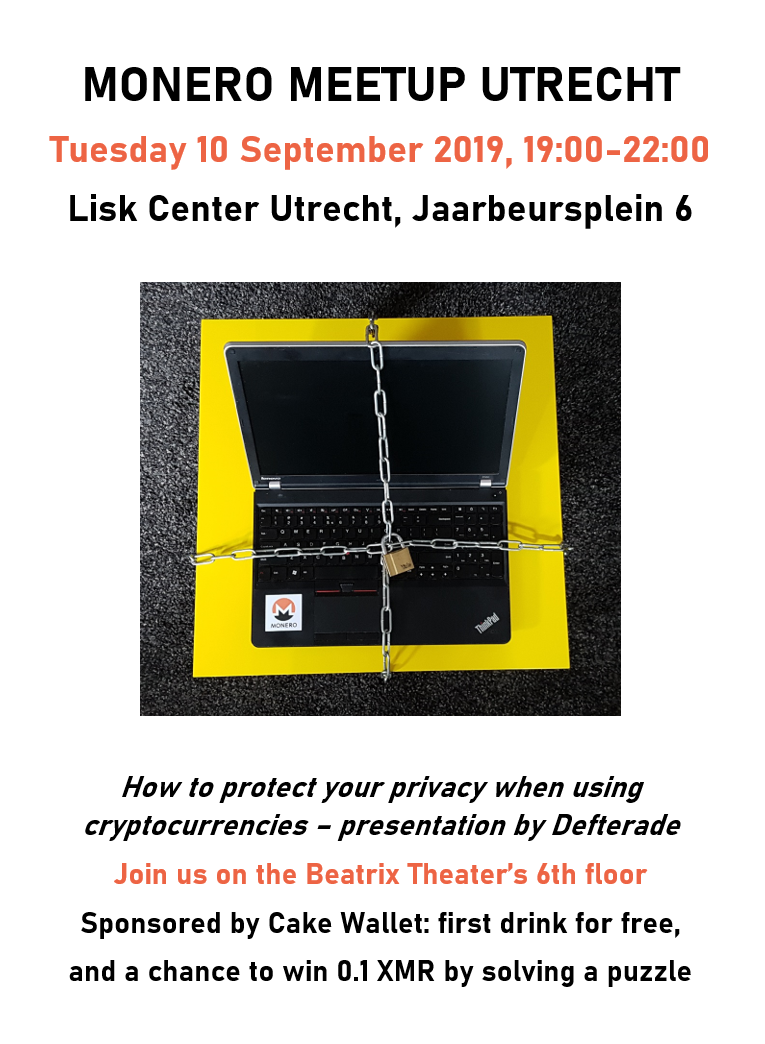 MONERO MEETUP UTRECHT
Tuesday 10 September 2019, 19:00-22:00
Lisk Center Utrecht, Jaarbeursplein 6
MONERO
ThinkPad
How to protect your privacy when using
cryptocurrencies – presentation by Defterade
Join us on the Beatrix Theater’s 6th floor
Sponsored by Cake Wallet: first drink for free,
and a chance to win 0.1 XMR by solving a puzzle